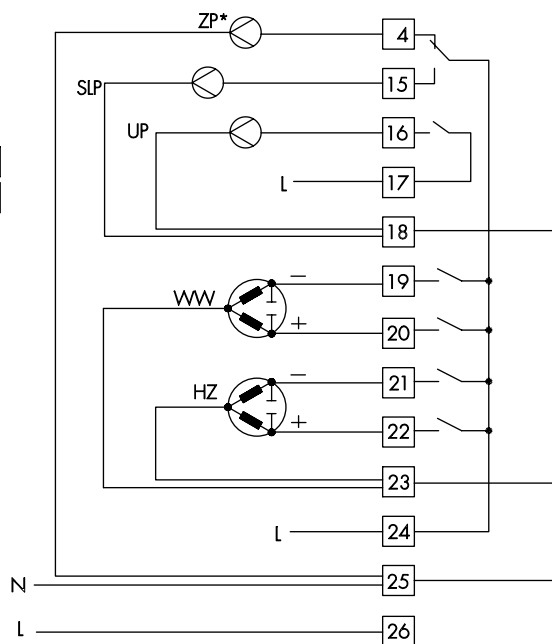 ZP* 4
SLP 15
UP 16
L 17
18
– 19
WW
+ 20
– 21
HZ
+ 22
23
L 24
N 25
L 26